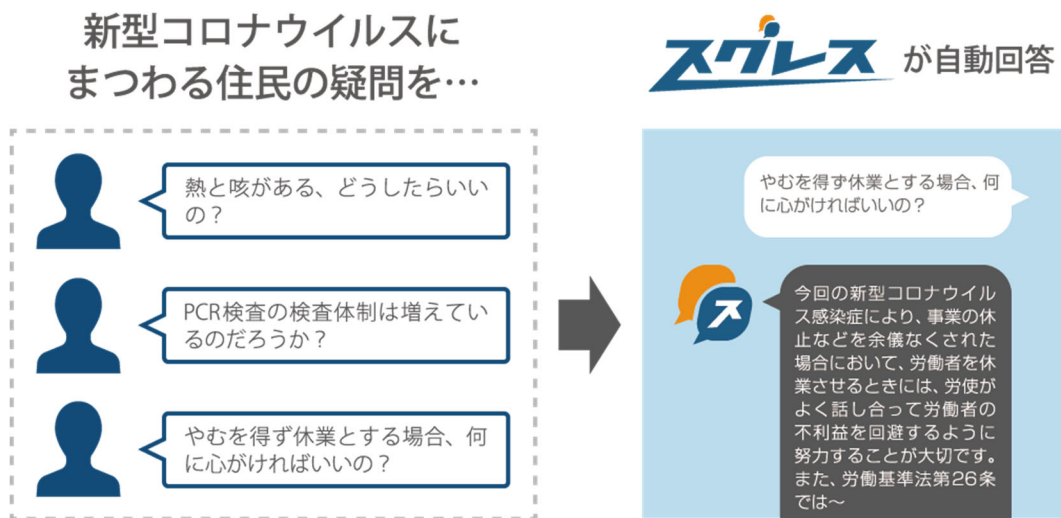 新型コロナウイルスに
まつわる住民の疑問を…
熱と咳がある、どうしたらいい
の？
PCR検査の検査体制は増えてい
るのだろうか？
やむを得ず休業とする場合、何
に心がければいいの？
スグレス が自動回答
やむを得ず休業とする場合、何
に心がければいいの？
ス
今回の新型コロナウイル
ス感染症により、事業の休
止などを余儀なくされた
場合において、労働者を休
業させるときには、労使が
よく話し合って労働者の
不利益を回避するように
努力することが大切です。
また、労働基準法第26条
では～